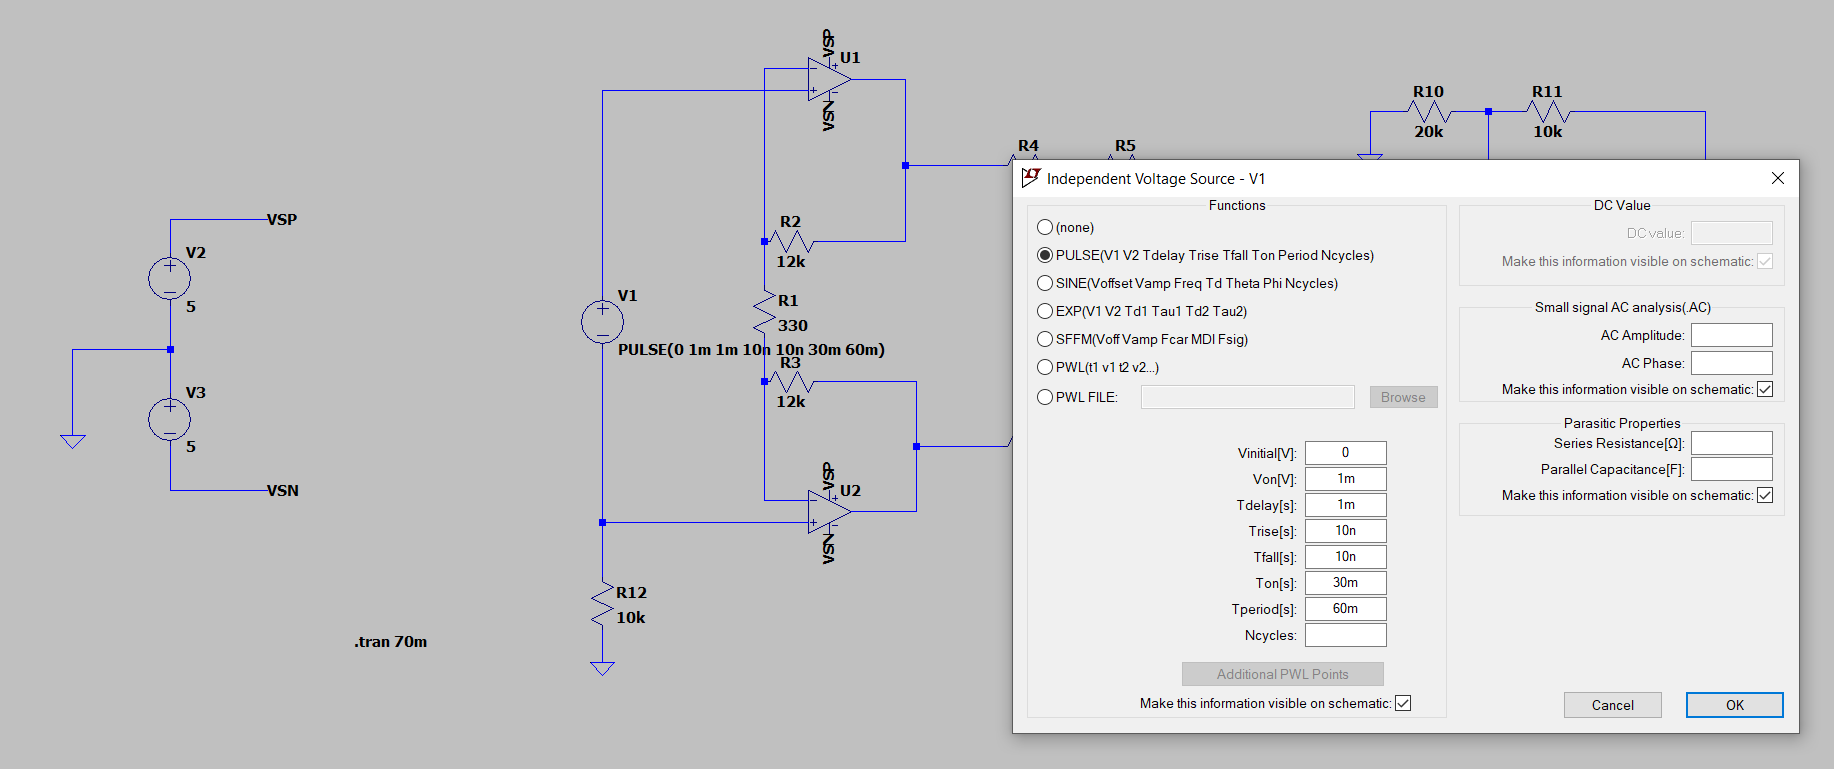 VSP
U1
VSN
R10
R11
20k
10k
R4
R5
VSP
V2
5
R2
12k
V1
R1
330
PULSE(0 1m 1m 10n 10n 30m 60m)
R3
12k
V3
5
VSN
VSP
U2
VSN
R12
10k
.tran 70m
Independent Voltage Source - V1
Functions
(none)
PULSE(V1 V2 Tdelay Trise Tfall Ton Period Ncycles)
SINE(Voffset Vamp Freq Td Theta Phi Ncycles)
EXP(V1 V2 Td1 Tau1 Td2 Tau2)
SFFM(Voff Vamp Fcar MDI Fsig)
PWL(t1 v1 t2 v2...)
PWL FILE: Browse
Vinitial[V]: 0
Von[V]: 1m
Tdelay[s]: 1m
Trise[s]: 10n
Tfall[s]: 10n
Ton[s]: 30m
Tperiod[s]: 60m
Ncycles:
Additional PWL Points
Make this information visible on schematic:
DC Value
DC value:
Make this information visible on schematic:
Small signal AC analysis(.AC)
AC Amplitude:
AC Phase:
Make this information visible on schematic:
Parasitic Properties
Series Resistance[Ω]:
Parallel Capacitance[F]:
Make this information visible on schematic:
Cancel OK